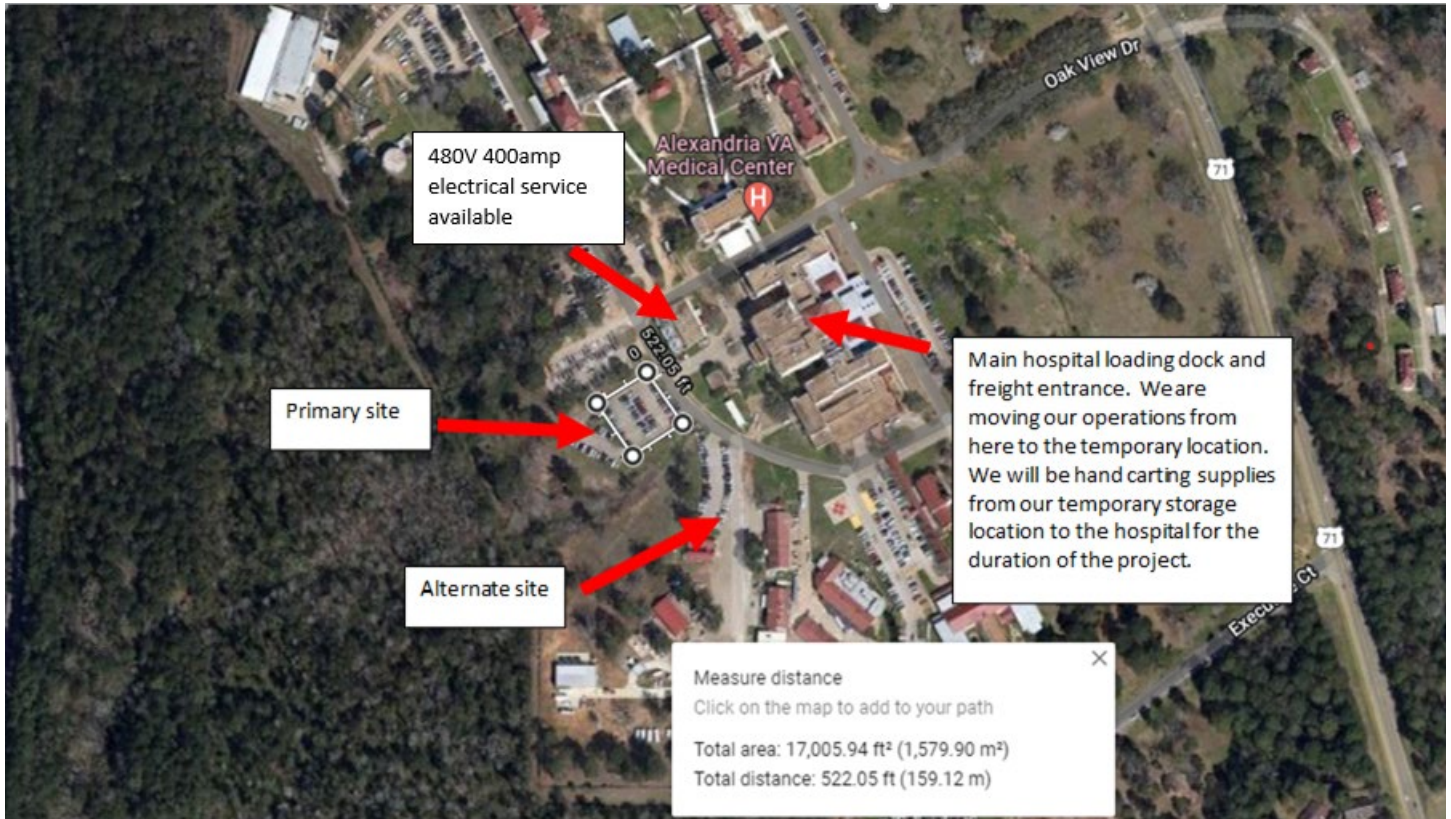 Oak View Dr
Alexandria VA
Medical Center
H
71
480V 400amp
electrical service
available
522.05 ft
0
Primary site
Main hospital loading dock and
freight entrance. We are
moving our operations from
here to the temporary location.
We will be hand carting supplies
from our temporary storage
location to the hospital for the
duration of the project.
71
Alternate site
Executive Ct
Measure distance
Click on the map to add to your path
Total area: 17,005.94 ft² (1,579.90 m²)
Total distance: 522.05 ft (159.12 m)